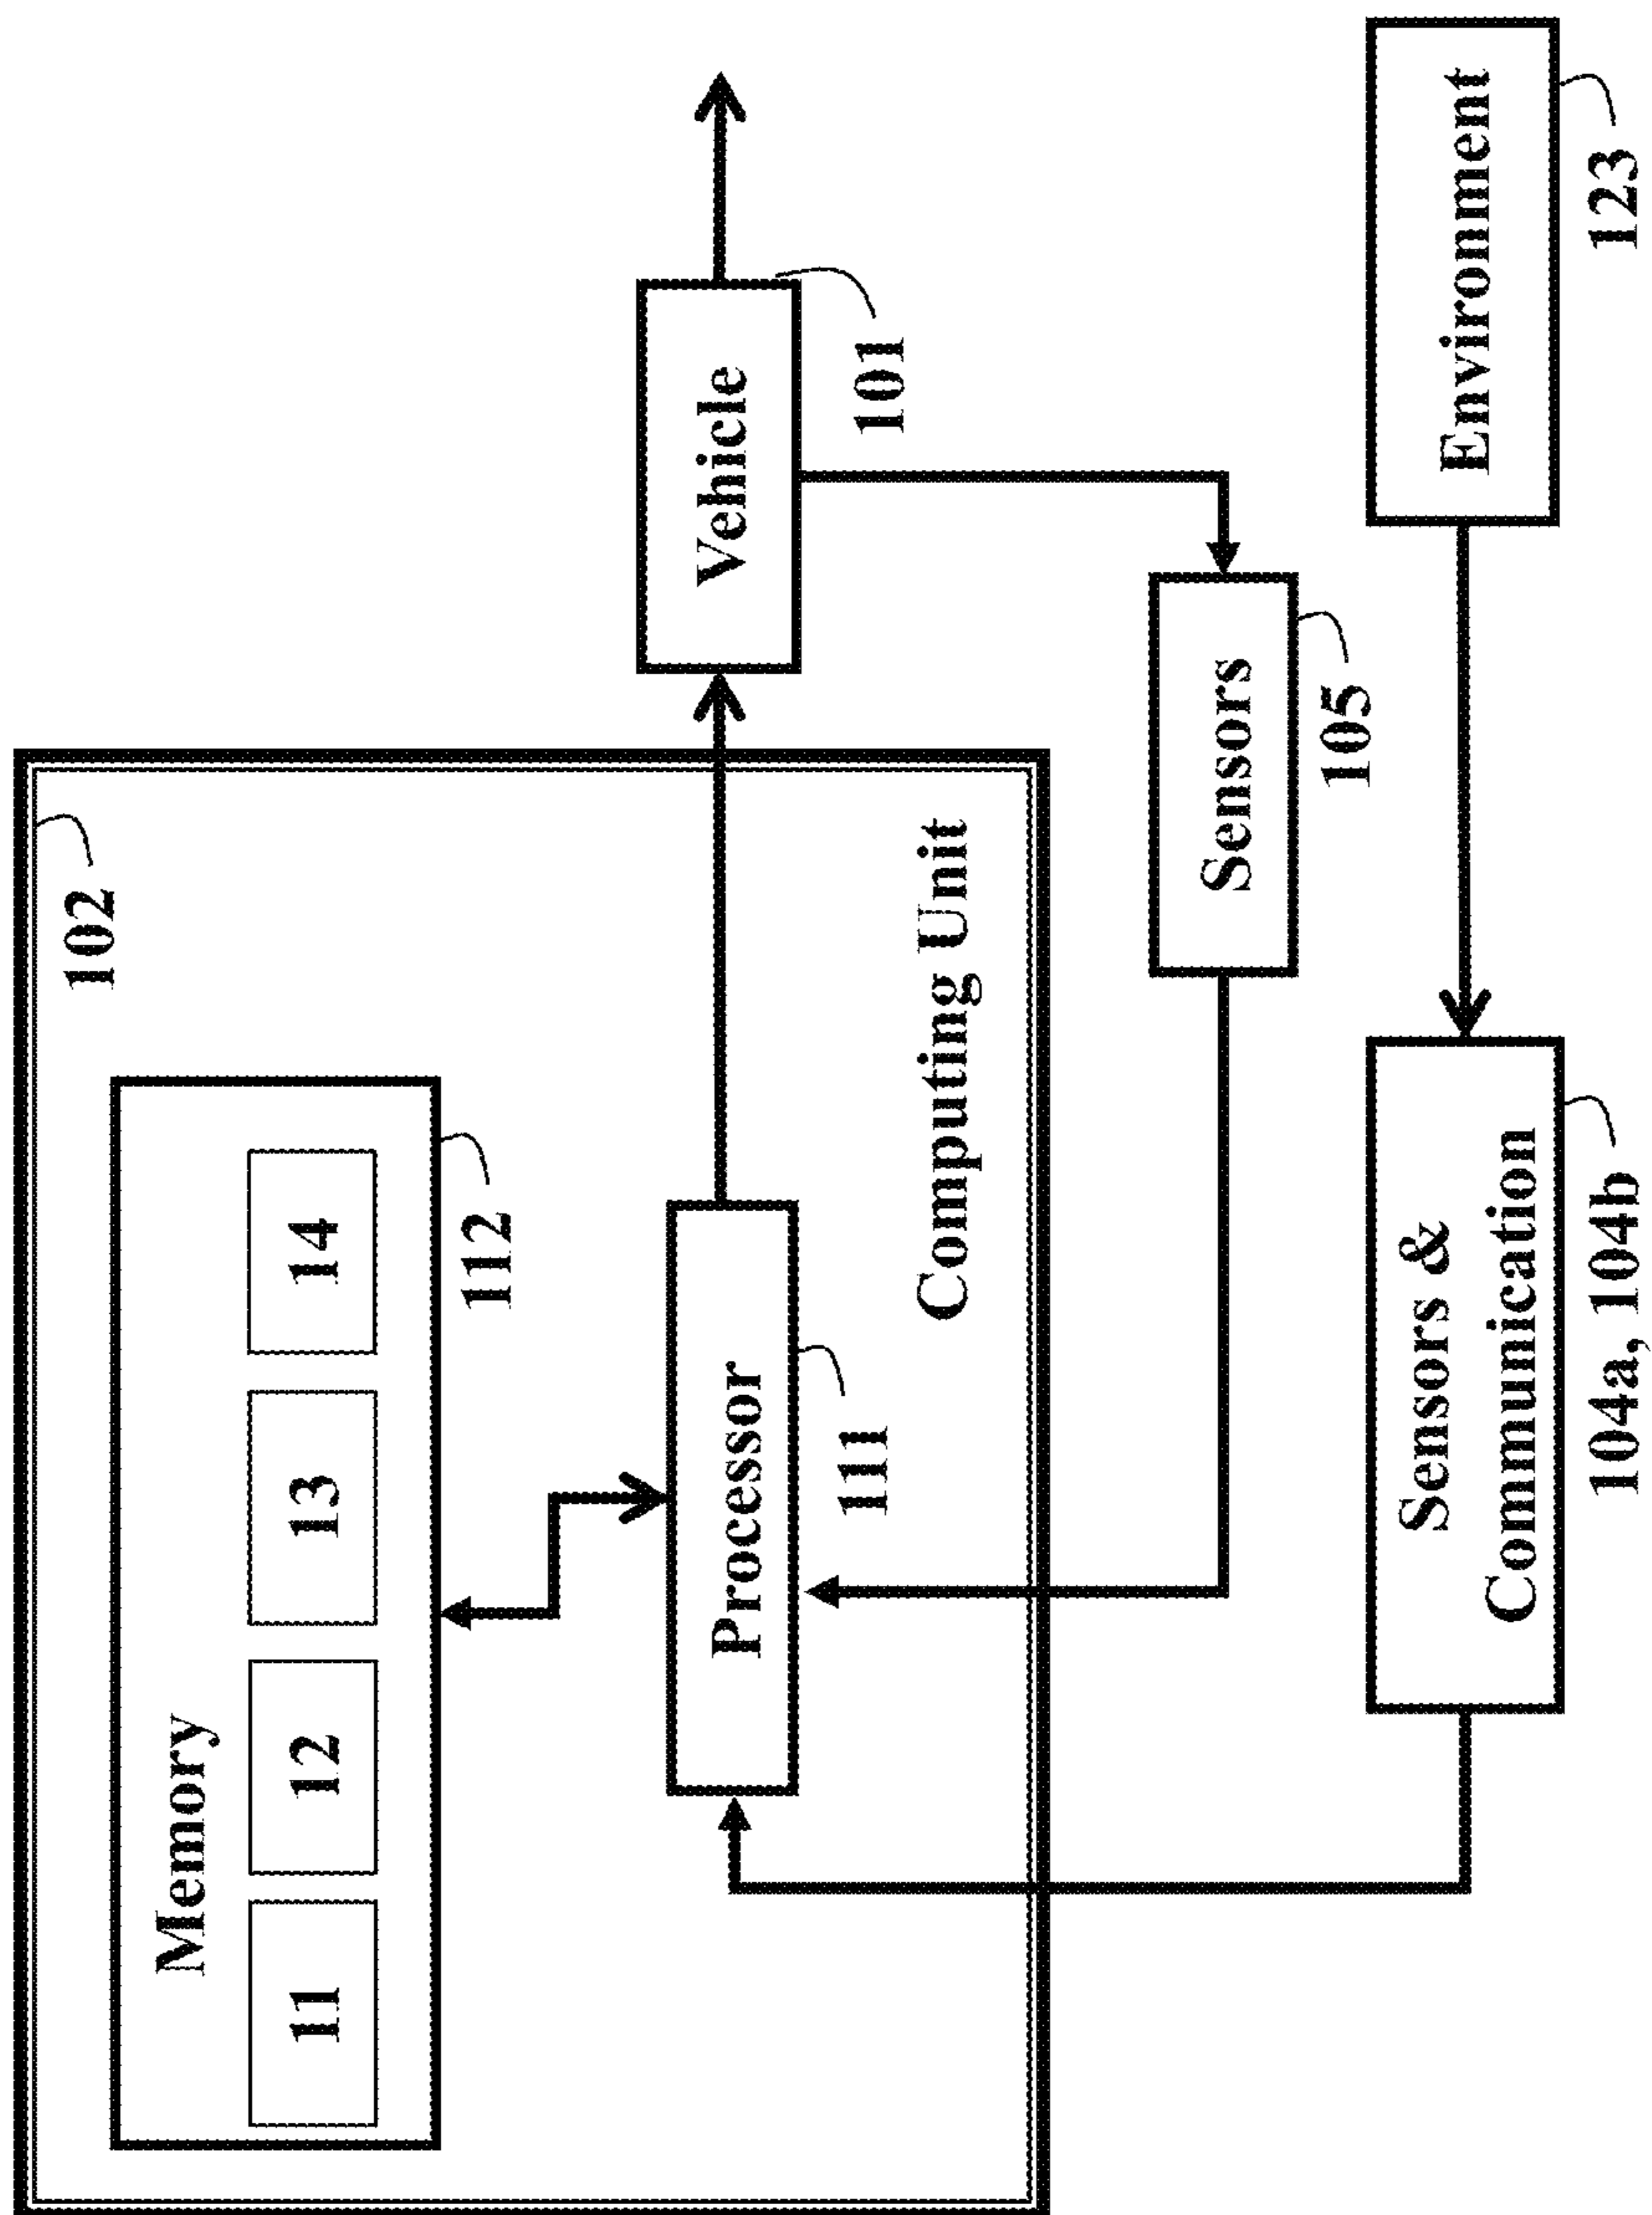 102
Memory
11
12
13
14
112
Processor
111
Computing Unit
Vehicle
101
Sensors
105
Sensors &
Communication
104a, 104b
Environment
123